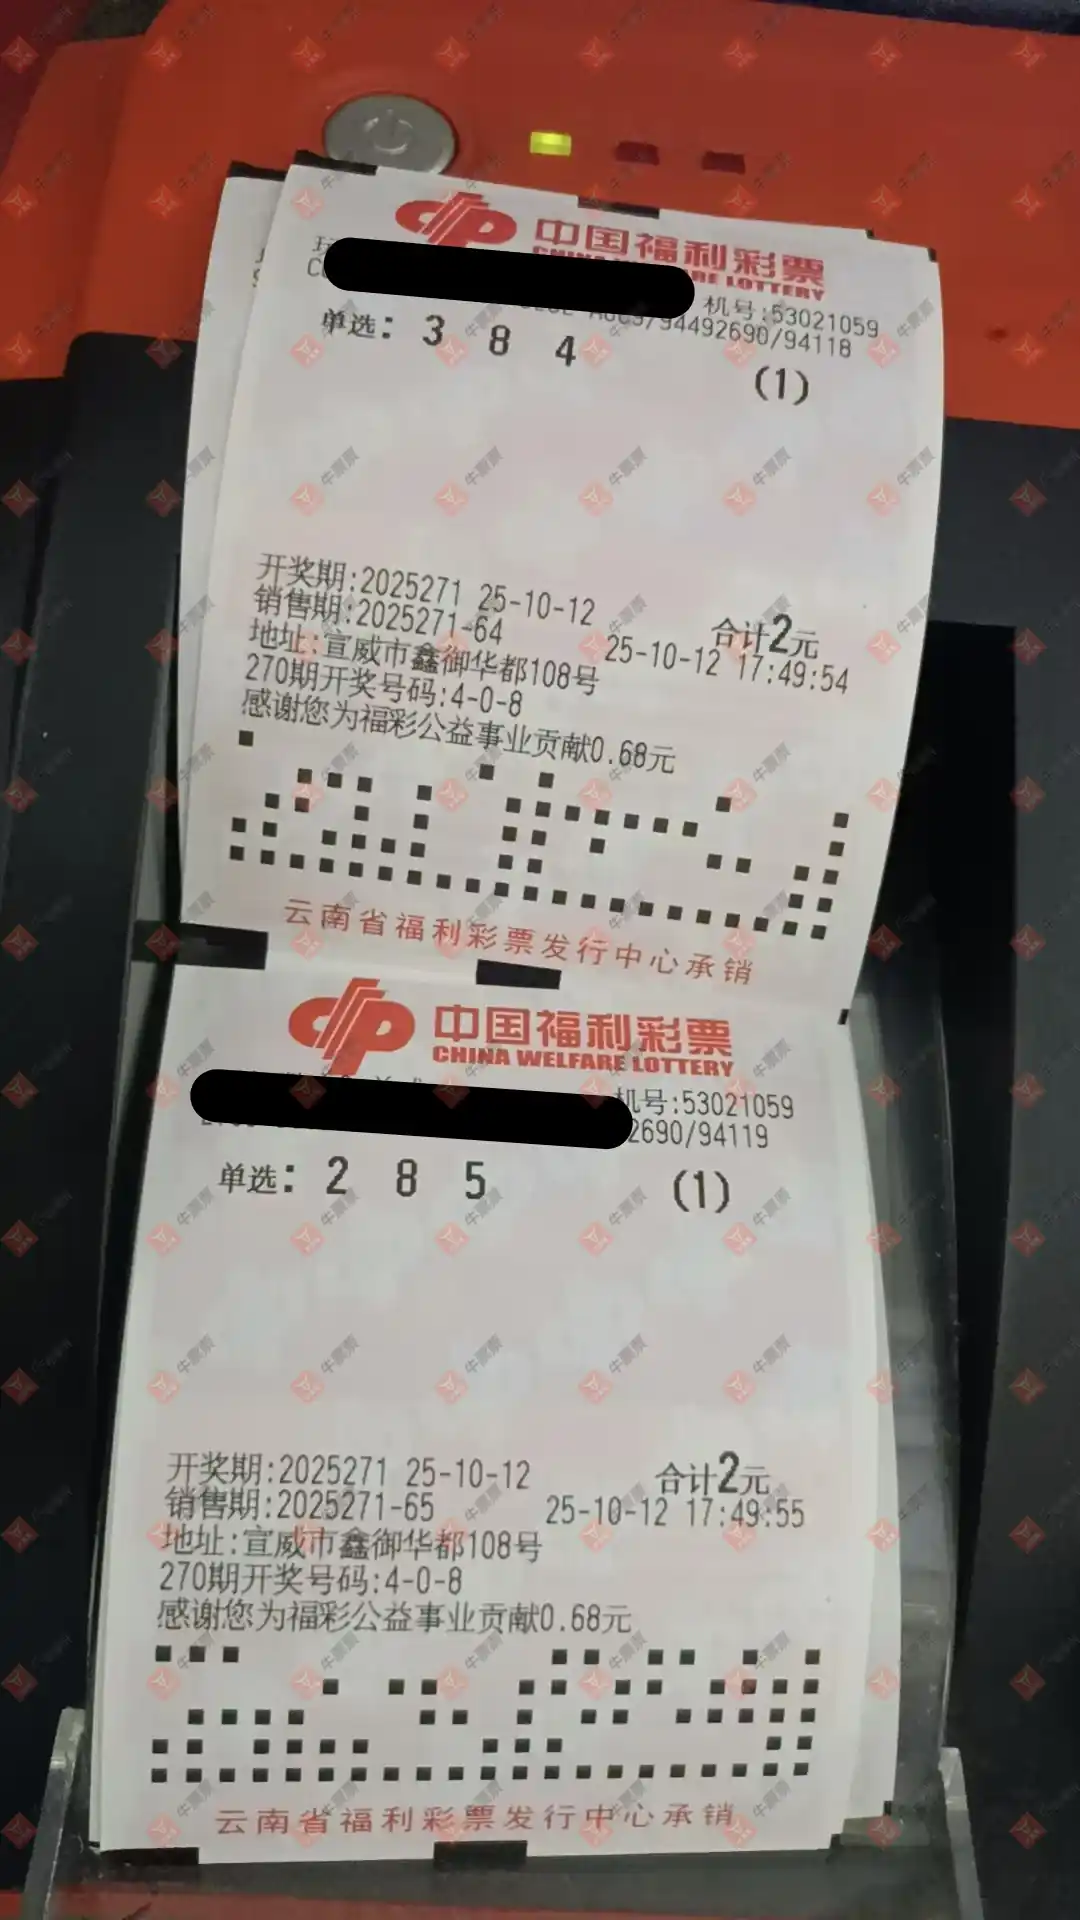 中国福利彩票
CHINA WELFARE LOTTERY
机号:53021059
/94492690/94118
单选: 3 8 4
(1)
开奖期:2025271 25-10-12
合计2元
销售期:2025271-64
25-10-12 17:49:54
地址:宣威市鑫御华都108号
270期开奖号码:4-0-8
感谢您为福彩公益事业贡献0.68元
云南省福利彩票发行中心承销
中国福利彩票
CHINA WELFARE LOTTERY
机号:53021059
2690/94119
单选: 2 8 5
(1)
开奖期:2025271 25-10-12
合计2元
销售期:2025271-65
25-10-12 17:49:55
地址:宣威市鑫御华都108号
270期开奖号码:4-0-8
感谢您为福彩公益事业贡献0.68元
云南省福利彩票发行中心承销
牛票票